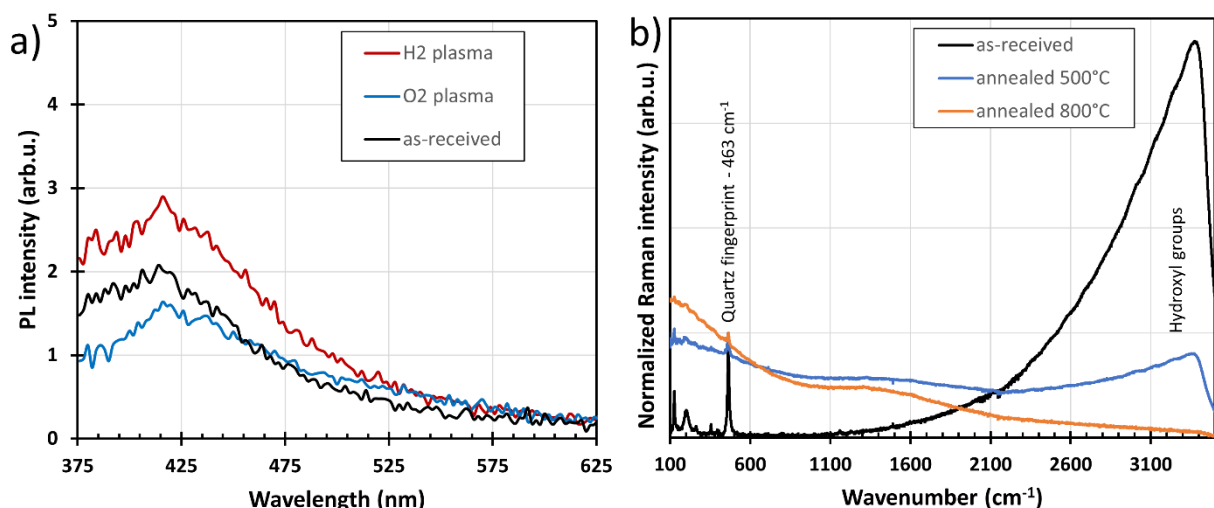 a)
H2 plasma
O2 plasma
as-received
PL intensity (arb.u.)
5
4
3
2
1
0
375 425 475 525 575 625
Wavelength (nm)
b)
as-received
annealed 500°C
annealed 800°C
Normalized Raman intensity (arb.u.)
Quartz fingerprint - 463 cm⁻¹
Hydroxyl groups
100 600 1100 1600 2100 2600 3100
Wavenumber (cm⁻¹)